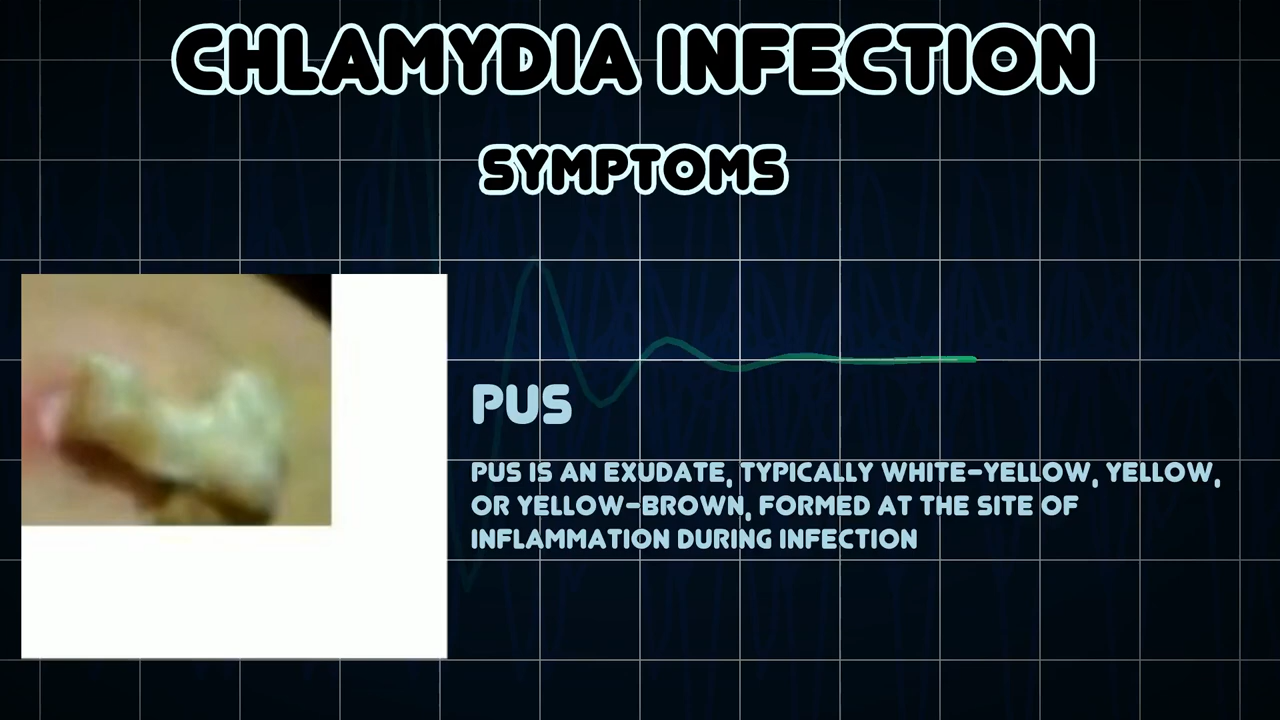 CHLAMYDIA INFECTION
SYMPTOMS
PUS
PUS IS AN EXUDATE, TYPICALLY WHITE-YELLOW, YELLOW,
OR YELLOW-BROWN, FORMED AT THE SITE OF
INFLAMMATION DURING INFECTION